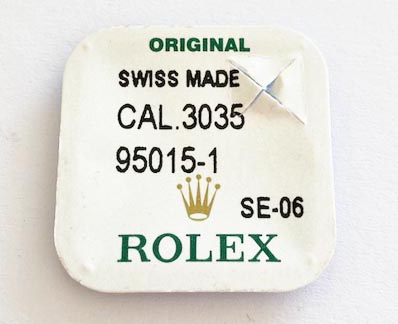 ORIGINAL
SWISS MADE
CAL.3035
95015-1
SE-06
ROLEX